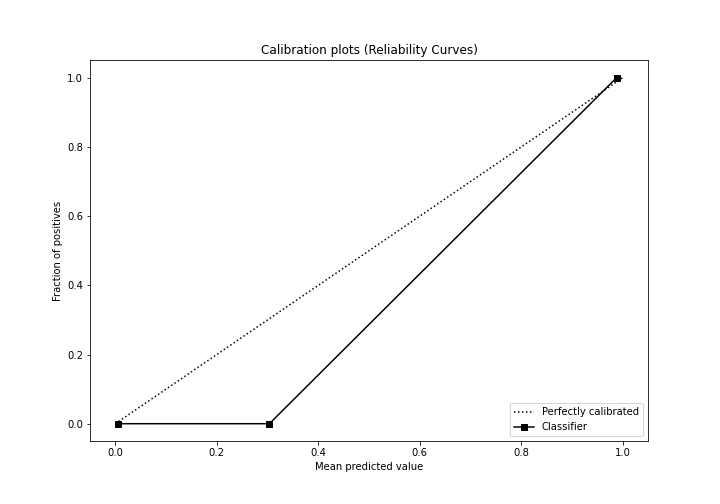 Calibration plots (Reliability Curves)
1.0
0.8
0.6
0.4
0.2
0.0
Fraction of positives
0.0 0.2 0.4 0.6 0.8 1.0
Mean predicted value
Perfectly calibrated
Classifier